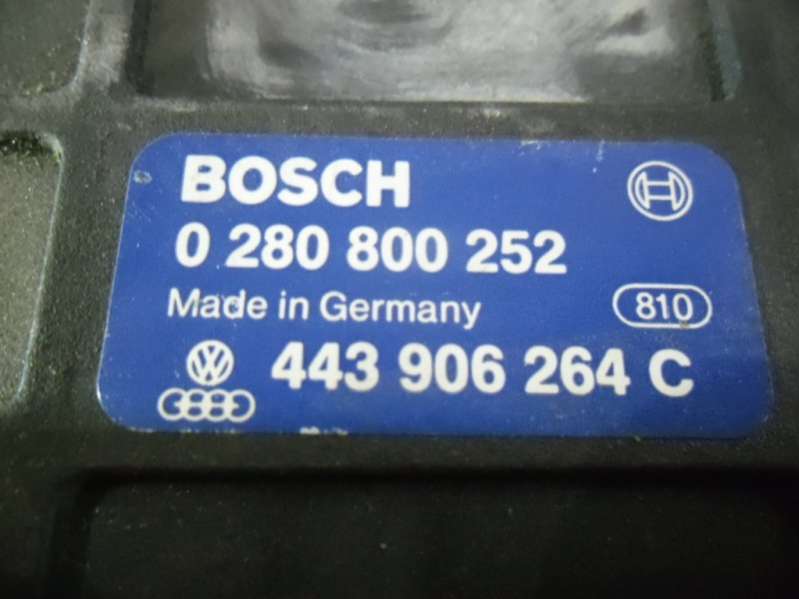 BOSCH
0 280 800 252
Made in Germany 810
443 906 264 C